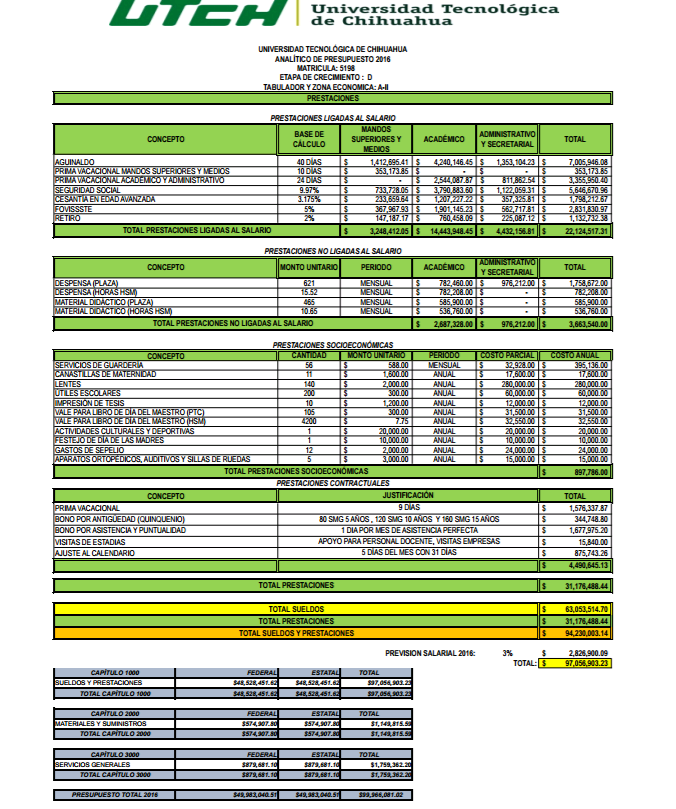 UTCH
Universidad Tecnológica
de Chihuahua
UNIVERSIDAD TECNOLÓGICA DE CHIHUAHUA
ANALÍTICO DE PRESUPUESTO 2016
MATRICULA: 5198
ETAPA DE CRECIMIENTO : D
TABULADOR Y ZONA ECONOMICA: A-II
PRESTACIONES
PRESTACIONES LIGADAS AL SALARIO
CONCEPTO BASE DE CÁLCULO MANDOS SUPERIORES Y MEDIOS ACADÉMICO ADMINISTRATIVO Y SECRETARIAL TOTAL
AGUINALDO 40 DÍAS $ 1,412,695.41 $ 4,240,146.45 $ 1,353,104.23 $ 7,005,946.08
PRIMA VACACIONAL MANDOS SUPERIORES Y MEDIOS 10 DÍAS $ 353,173.85 $ - $ - $ 353,173.85
PRIMA VACACIONAL ACADÉMICO Y ADMINISTRATIVO 24 DÍAS $ - $ 2,544,087.87 $ 811,862.54 $ 3,355,950.40
SEGURIDAD SOCIAL 9.97% $ 733,728.05 $ 3,790,883.60 $ 1,122,059.31 $ 5,646,670.96
CESANTÍA EN EDAD AVANZADA 3.175% $ 233,659.64 $ 1,207,227.22 $ 357,325.81 $ 1,798,212.67
FOVISSSTE 5% $ 367,967.93 $ 1,901,145.23 $ 562,717.81 $ 2,831,830.97
RETIRO 2% $ 147,187.17 $ 760,458.09 $ 225,087.12 $ 1,132,732.38
TOTAL PRESTACIONES LIGADAS AL SALARIO $ 3,248,412.05 $ 14,443,948.45 $ 4,432,156.81 $ 22,124,517.31
PRESTACIONES NO LIGADAS AL SALARIO
CONCEPTO MONTO UNITARIO PERIODO ACADÉMICO ADMINISTRATIVO Y SECRETARIAL TOTAL
DESPENSA (PLAZA) 621 MENSUAL $ 782,460.00 $ 976,212.00 $ 1,758,672.00
DESPENSA (HORAS HSM) 15.52 MENSUAL $ 782,208.00 $ - $ 782,208.00
MATERIAL DIDÁCTICO (PLAZA) 465 MENSUAL $ 585,900.00 $ - $ 585,900.00
MATERIAL DIDÁCTICO (HORAS HSM) 10.65 MENSUAL $ 536,760.00 $ - $ 536,760.00
TOTAL PRESTACIONES NO LIGADAS AL SALARIO $ 2,687,328.00 $ 976,212.00 $ 3,663,540.00
PRESTACIONES SOCIOECONÓMICAS
CONCEPTO CANTIDAD MONTO UNITARIO PERIODO COSTO PARCIAL COSTO ANUAL
SERVICIOS DE GUARDERÍA 56 $ 588.00 MENSUAL $ 32,928.00 $ 395,136.00
CANASTILLAS DE MATERNIDAD 11 $ 1,600.00 ANUAL $ 17,600.00 $ 17,600.00
LENTES 140 $ 2,000.00 ANUAL $ 280,000.00 $ 280,000.00
ÚTILES ESCOLARES 200 $ 300.00 ANUAL $ 60,000.00 $ 60,000.00
IMPRESIÓN DE TESIS 10 $ 1,200.00 ANUAL $ 12,000.00 $ 12,000.00
VALE PARA LIBRO DE DÍA DEL MAESTRO (PTC) 105 $ 300.00 ANUAL $ 31,500.00 $ 31,500.00
VALE PARA LIBRO DE DÍA DEL MAESTRO (HSM) 4200 $ 7.75 ANUAL $ 32,550.00 $ 32,550.00
ACTIVIDADES CULTURALES Y DEPORTIVAS 1 $ 20,000.00 ANUAL $ 20,000.00 $ 20,000.00
FESTEJO DE DÍA DE LAS MADRES 1 $ 10,000.00 ANUAL $ 10,000.00 $ 10,000.00
GASTOS DE SEPELIO 12 $ 2,000.00 ANUAL $ 24,000.00 $ 24,000.00
APARATOS ORTOPÉDICOS, AUDITIVOS Y SILLAS DE RUEDAS 5 $ 3,000.00 ANUAL $ 15,000.00 $ 15,000.00
TOTAL PRESTACIONES SOCIOECONÓMICAS $ 897,786.00
PRESTACIONES CONTRACTUALES
CONCEPTO JUSTIFICACIÓN TOTAL
PRIMA VACACIONAL 9 DÍAS $ 1,576,337.87
BONO POR ANTIGÜEDAD (QUINQUENIO) 80 SMG 5 AÑOS , 120 SMG 10 AÑOS Y 160 SMG 15 AÑOS $ 344,748.80
BONO POR ASISTENCIA Y PUNTUALIDAD 1 DIA POR MES DE ASISTENCIA PERFECTA $ 1,677,975.20
VISITAS DE ESTADIAS APOYO PARA PERSONAL DOCENTE, VISITAS EMPRESAS $ 15,840.00
AJUSTE AL CALENDARIO 5 DÍAS DEL MES CON 31 DÍAS $ 875,743.26
$ 4,490,645.13
TOTAL PRESTACIONES $ 31,176,488.44
TOTAL SUELDOS $ 63,053,514.70
TOTAL PRESTACIONES $ 31,176,488.44
TOTAL SUELDOS Y PRESTACIONES $ 94,230,003.14
PREVISION SALARIAL 2016: 3% $ 2,826,900.09
TOTAL: $ 97,056,903.23
CAPÍTULO 1000 FEDERAL ESTATAL TOTAL
SUELDOS Y PRESTACIONES $48,528,451.62 $48,528,451.62 $97,056,903.23
TOTAL CAPÍTULO 1000 $48,528,451.62 $48,528,451.62 $97,056,903.23
CAPÍTULO 2000 FEDERAL ESTATAL TOTAL
MATERIALES Y SUMINISTROS $574,907.80 $574,907.80 $1,149,815.59
TOTAL CAPÍTULO 2000 $574,907.80 $574,907.80 $1,149,815.59
CAPÍTULO 3000 FEDERAL ESTATAL TOTAL
SERVICIOS GENERALES $879,681.10 $879,681.10 $1,759,362.20
TOTAL CAPÍTULO 3000 $879,681.10 $879,681.10 $1,759,362.20
PRESUPUESTO TOTAL 2016 $49,983,040.51 $49,983,040.51 $99,966,081.02